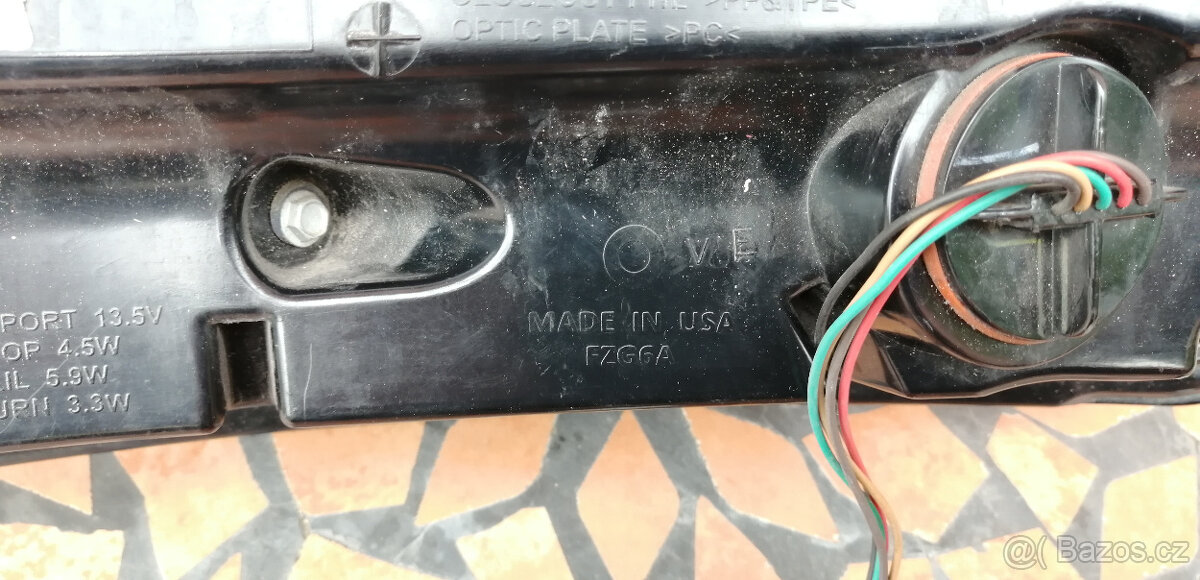 OPTIC PLATE >PC<
V.E
MADE IN USA
FZG6A
PORT 13.5V
OP 4.5W
IL 5.9W
URN 3.3W
@( Bazos.cz